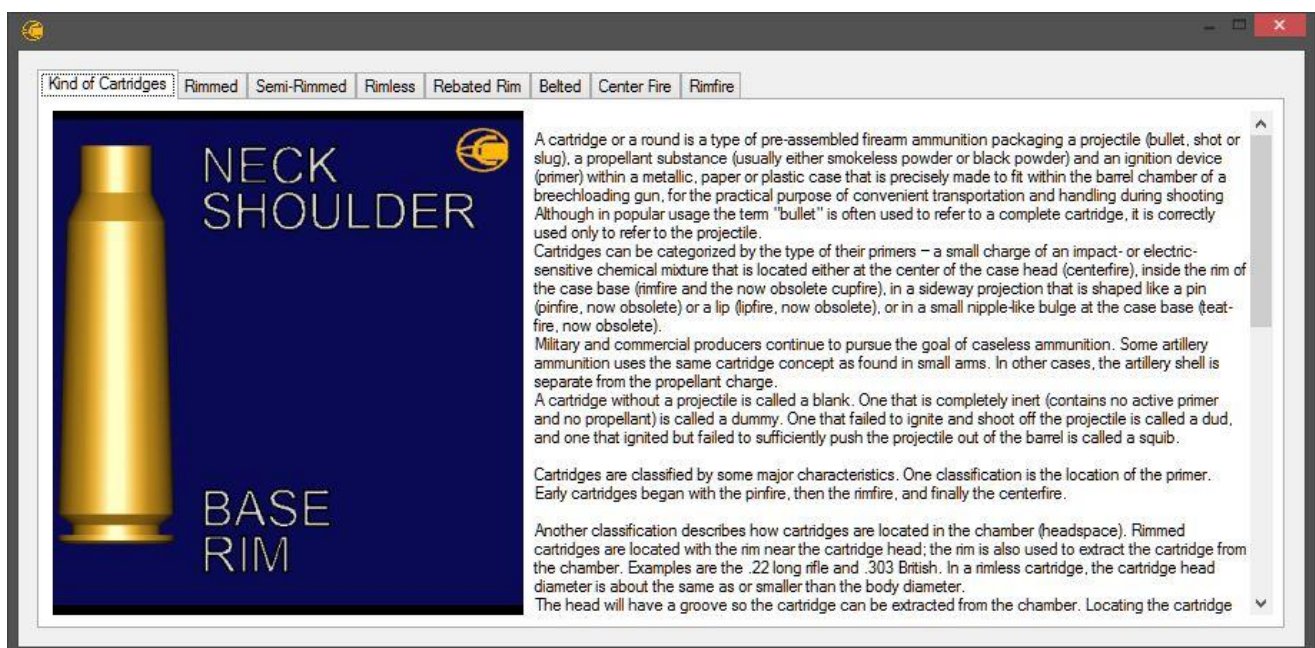 Kind of Cartridges Rimmed Semi-Rimmed Rimless Rebated Rim Belted Center Fire Rimfire
NECK
SHOULDER
BASE
RIM
A cartridge or a round is a type of pre-assembled firearm ammunition packaging a projectile (bullet, shot or
slug), a propellant substance (usually either smokeless powder or black powder) and an ignition device
(primer) within a metallic, paper or plastic case that is precisely made to fit within the barrel chamber of a
breechloading gun, for the practical purpose of convenient transportation and handling during shooting
Although in popular usage the term "bullet" is often used to refer to a complete cartridge, it is correctly
used only to refer to the projectile.
Cartridges can be categorized by the type of their primers – a small charge of an impact- or electric-
sensitive chemical mixture that is located either at the center of the case head (centerfire), inside the rim of
the case base (rimfire and the now obsolete cupfire), in a sideway projection that is shaped like a pin
(pinfire, now obsolete) or a lip (lipfire, now obsolete), or in a small nipple-like bulge at the case base (teat-
fire, now obsolete).
Military and commercial producers continue to pursue the goal of caseless ammunition. Some artillery
ammunition uses the same cartridge concept as found in small arms. In other cases, the artillery shell is
separate from the propellant charge.
A cartridge without a projectile is called a blank. One that is completely inert (contains no active primer
and no propellant) is called a dummy. One that failed to ignite and shoot off the projectile is called a dud,
and one that ignited but failed to sufficiently push the projectile out of the barrel is called a squib.
Cartridges are classified by some major characteristics. One classification is the location of the primer.
Early cartridges began with the pinfire, then the rimfire, and finally the centerfire.
Another classification describes how cartridges are located in the chamber (headspace). Rimmed
cartridges are located with the rim near the cartridge head; the rim is also used to extract the cartridge from
the chamber. Examples are the .22 long rifle and .303 British. In a rimless cartridge, the cartridge head
diameter is about the same as or smaller than the body diameter.
The head will have a groove so the cartridge can be extracted from the chamber. Locating the cartridge